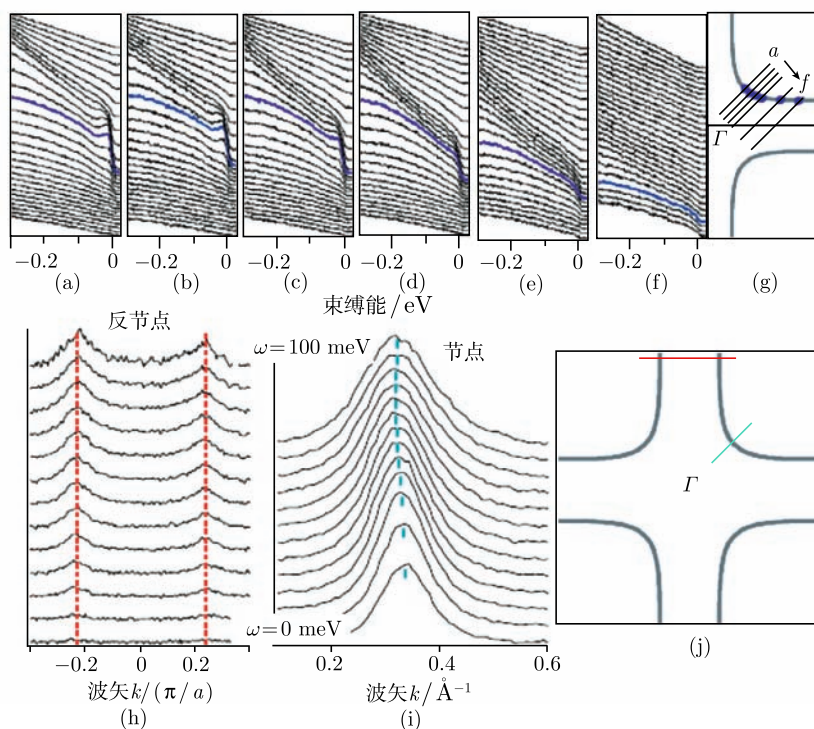 −0.2 0 −0.2 0 −0.2 0 −0.2 0 −0.2 0 −0.2 0
(a) (b) (c) (d) (e) (f) (g)
a
f
Γ
束缚能/eV
反节点
ω=100 meV 节点
ω=0 meV
−0.2 0 0.2
波矢k/(π/a)
(h)
0.2 0.4 0.6
波矢k/Å⁻¹
(i)
Γ
(j)